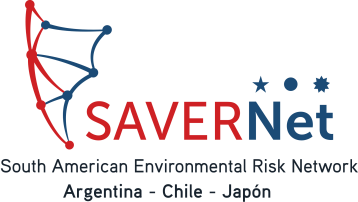 SAVERNet
South American Environmental Risk Network
Argentina - Chile - Japón